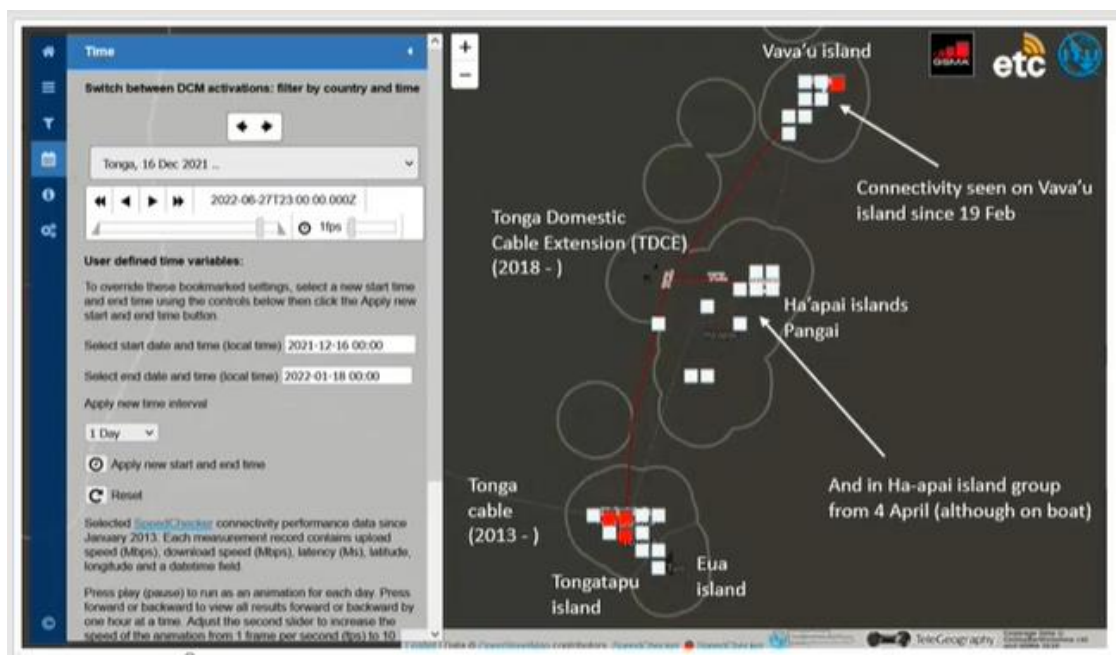 Time
Switch between DCM activations: filter by country and time
Tonga, 16 Dec 2021 ...
2022-06-27T23:00:00.000Z
1fps
User defined time variables:
To override these bookmarked settings, select a new start time
and end time using the controls below then click the Apply new
start and end time button.
Select start date and time (local time) 2021-12-16 00:00
Select end date and time (local time) 2022-01-18 00:00
Apply new time interval
1 Day
Apply new start and end time
Reset
Selected SpeedChecker connectivity performance data since
January 2013. Each measurement record contains upload
speed (Mbps), download speed (Mbps), latency (Ms), latitude,
longitude and a datetime field
Press play (pause) to run as an animation for each day. Press
forward or backward to view all results forward or backward by
one hour at a time. Adjust the second slider to increase the
speed of the animation from 1 frame per second (fps) to 10
+
−
Vava'u island
GSMA
etc
Connectivity seen on Vava'u
island since 19 Feb
Tonga Domestic
Cable Extension (TDCE)
(2018 - )
Ha'apai islands
Pangai
And in Ha-apai island group
from 4 April (although on boat)
Tonga
cable
(2013 - )
Eua
island
Tongatapu
island
Leaflet | Data © OpenStreetMap contributors, SpeedChecker SpeedChecker
TeleGeography